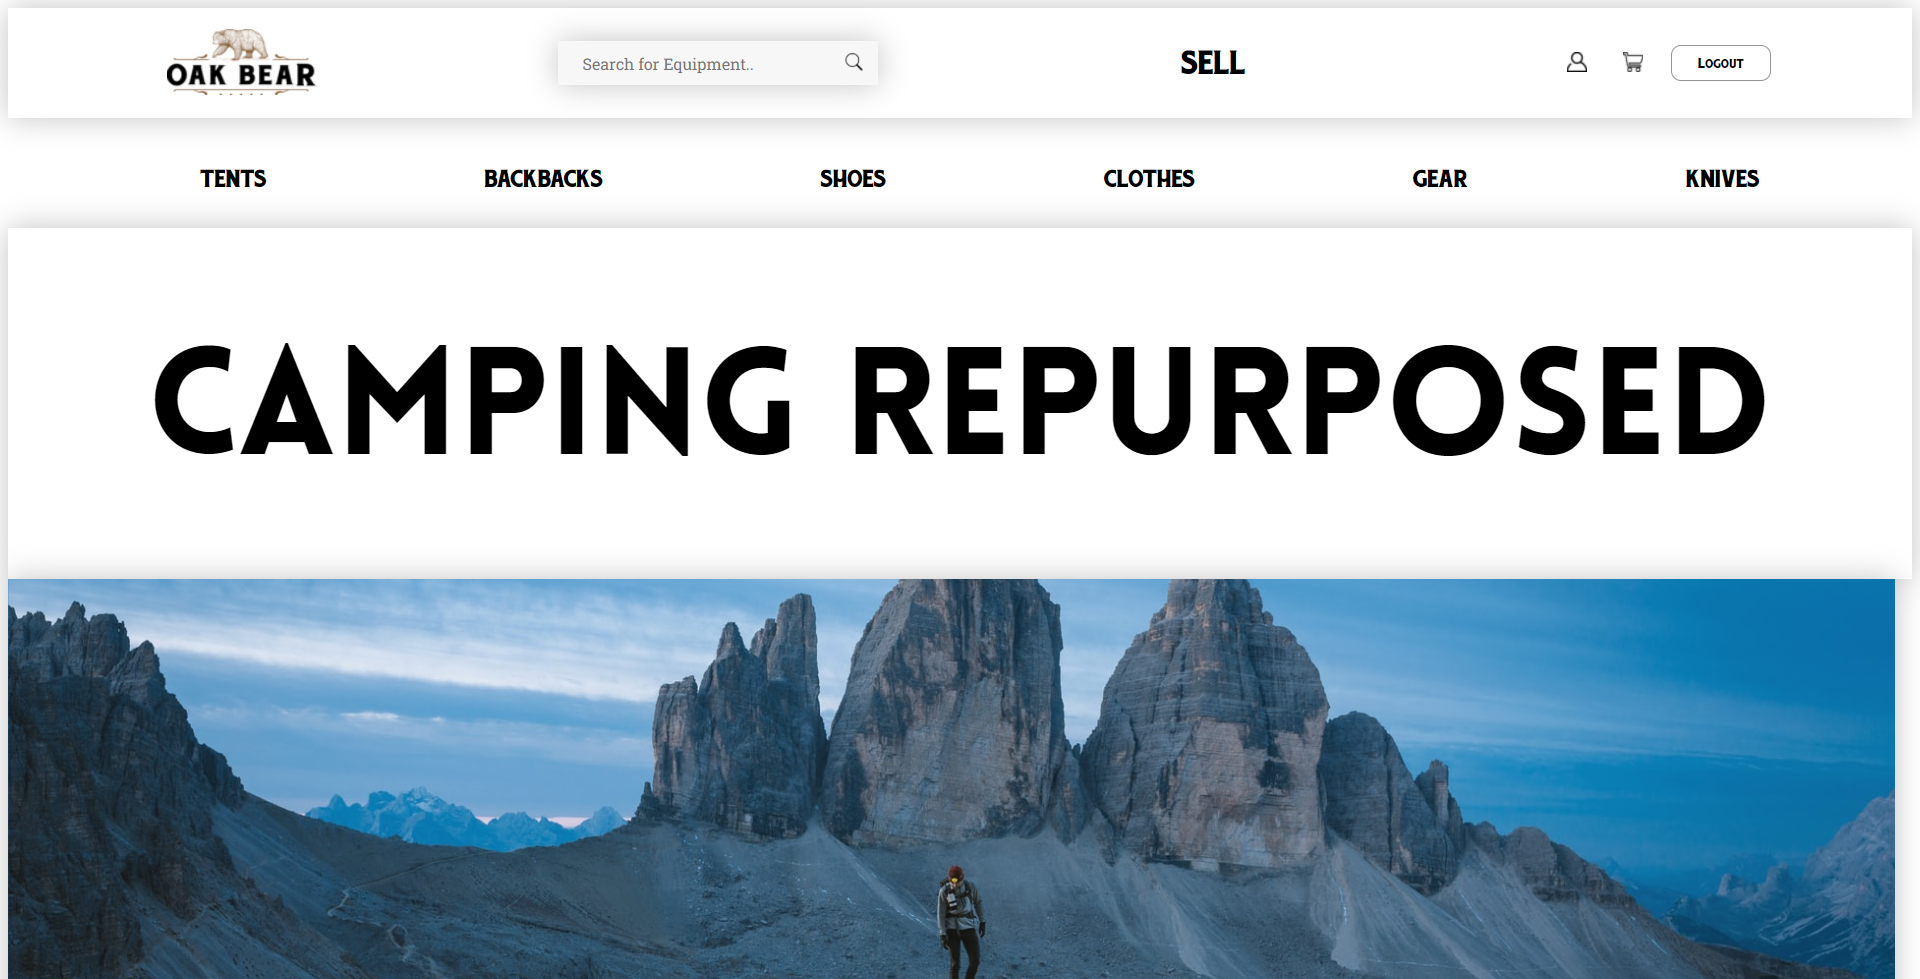 OAK BEAR
Search for Equipment..
SELL
LOGOUT
TENTS
BACKBACKS
SHOES
CLOTHES
GEAR
KNIVES
CAMPING REPURPOSED